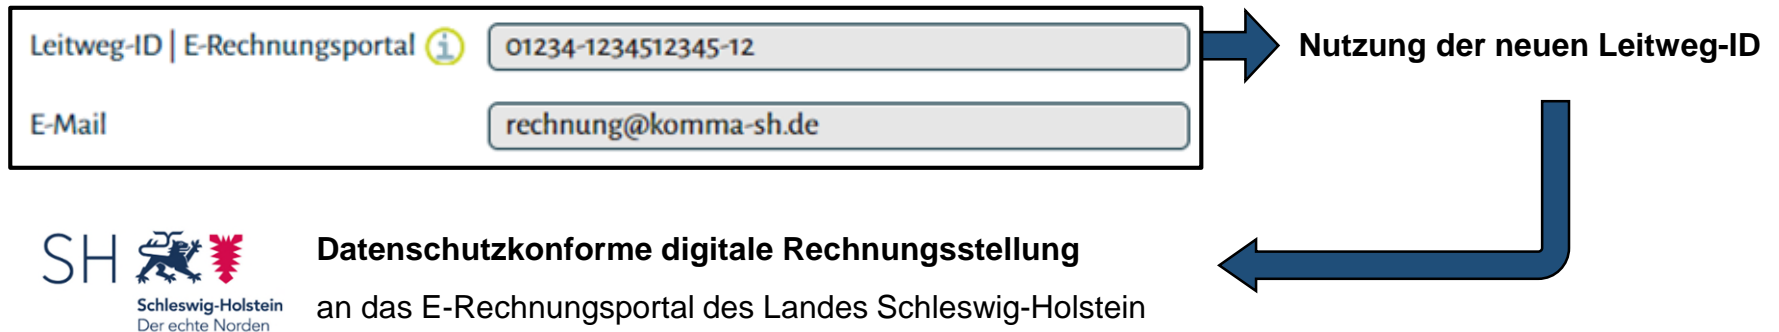 Leitweg-ID | E-Rechnungsportal i 01234-1234512345-12
Nutzung der neuen Leitweg-ID
E-Mail rechnung@komma-sh.de
SH
Schleswig-Holstein
Der echte Norden
Datenschutzkonforme digitale Rechnungsstellung
an das E-Rechnungsportal des Landes Schleswig-Holstein